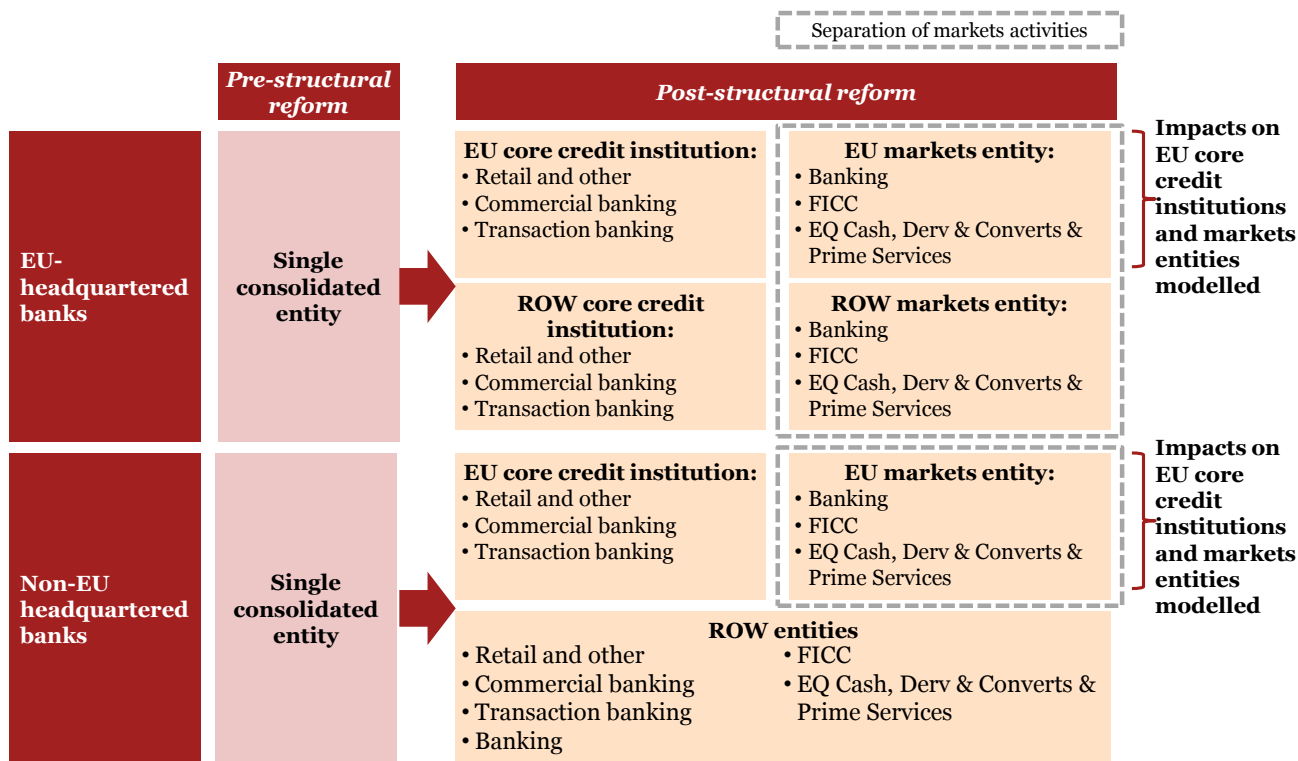 Separation of markets activities
Pre-structural
reform
Post-structural reform
EU-
headquartered
banks
Single
consolidated
entity
EU core credit institution:
• Retail and other
• Commercial banking
• Transaction banking
EU markets entity:
• Banking
• FICC
• EQ Cash, Derv & Converts &
Prime Services
ROW core credit
institution:
• Retail and other
• Commercial banking
• Transaction banking
ROW markets entity:
• Banking
• FICC
• EQ Cash, Derv & Converts &
Prime Services
Impacts on
EU core
credit
institutions
and markets
entities
modelled
Non-EU
headquartered
banks
Single
consolidated
entity
EU core credit institution:
• Retail and other
• Commercial banking
• Transaction banking
EU markets entity:
• Banking
• FICC
• EQ Cash, Derv & Converts &
Prime Services
ROW entities
• Retail and other
• Commercial banking
• Transaction banking
• Banking
• FICC
• EQ Cash, Derv & Converts &
Prime Services
Impacts on
EU core
credit
institutions
and markets
entities
modelled